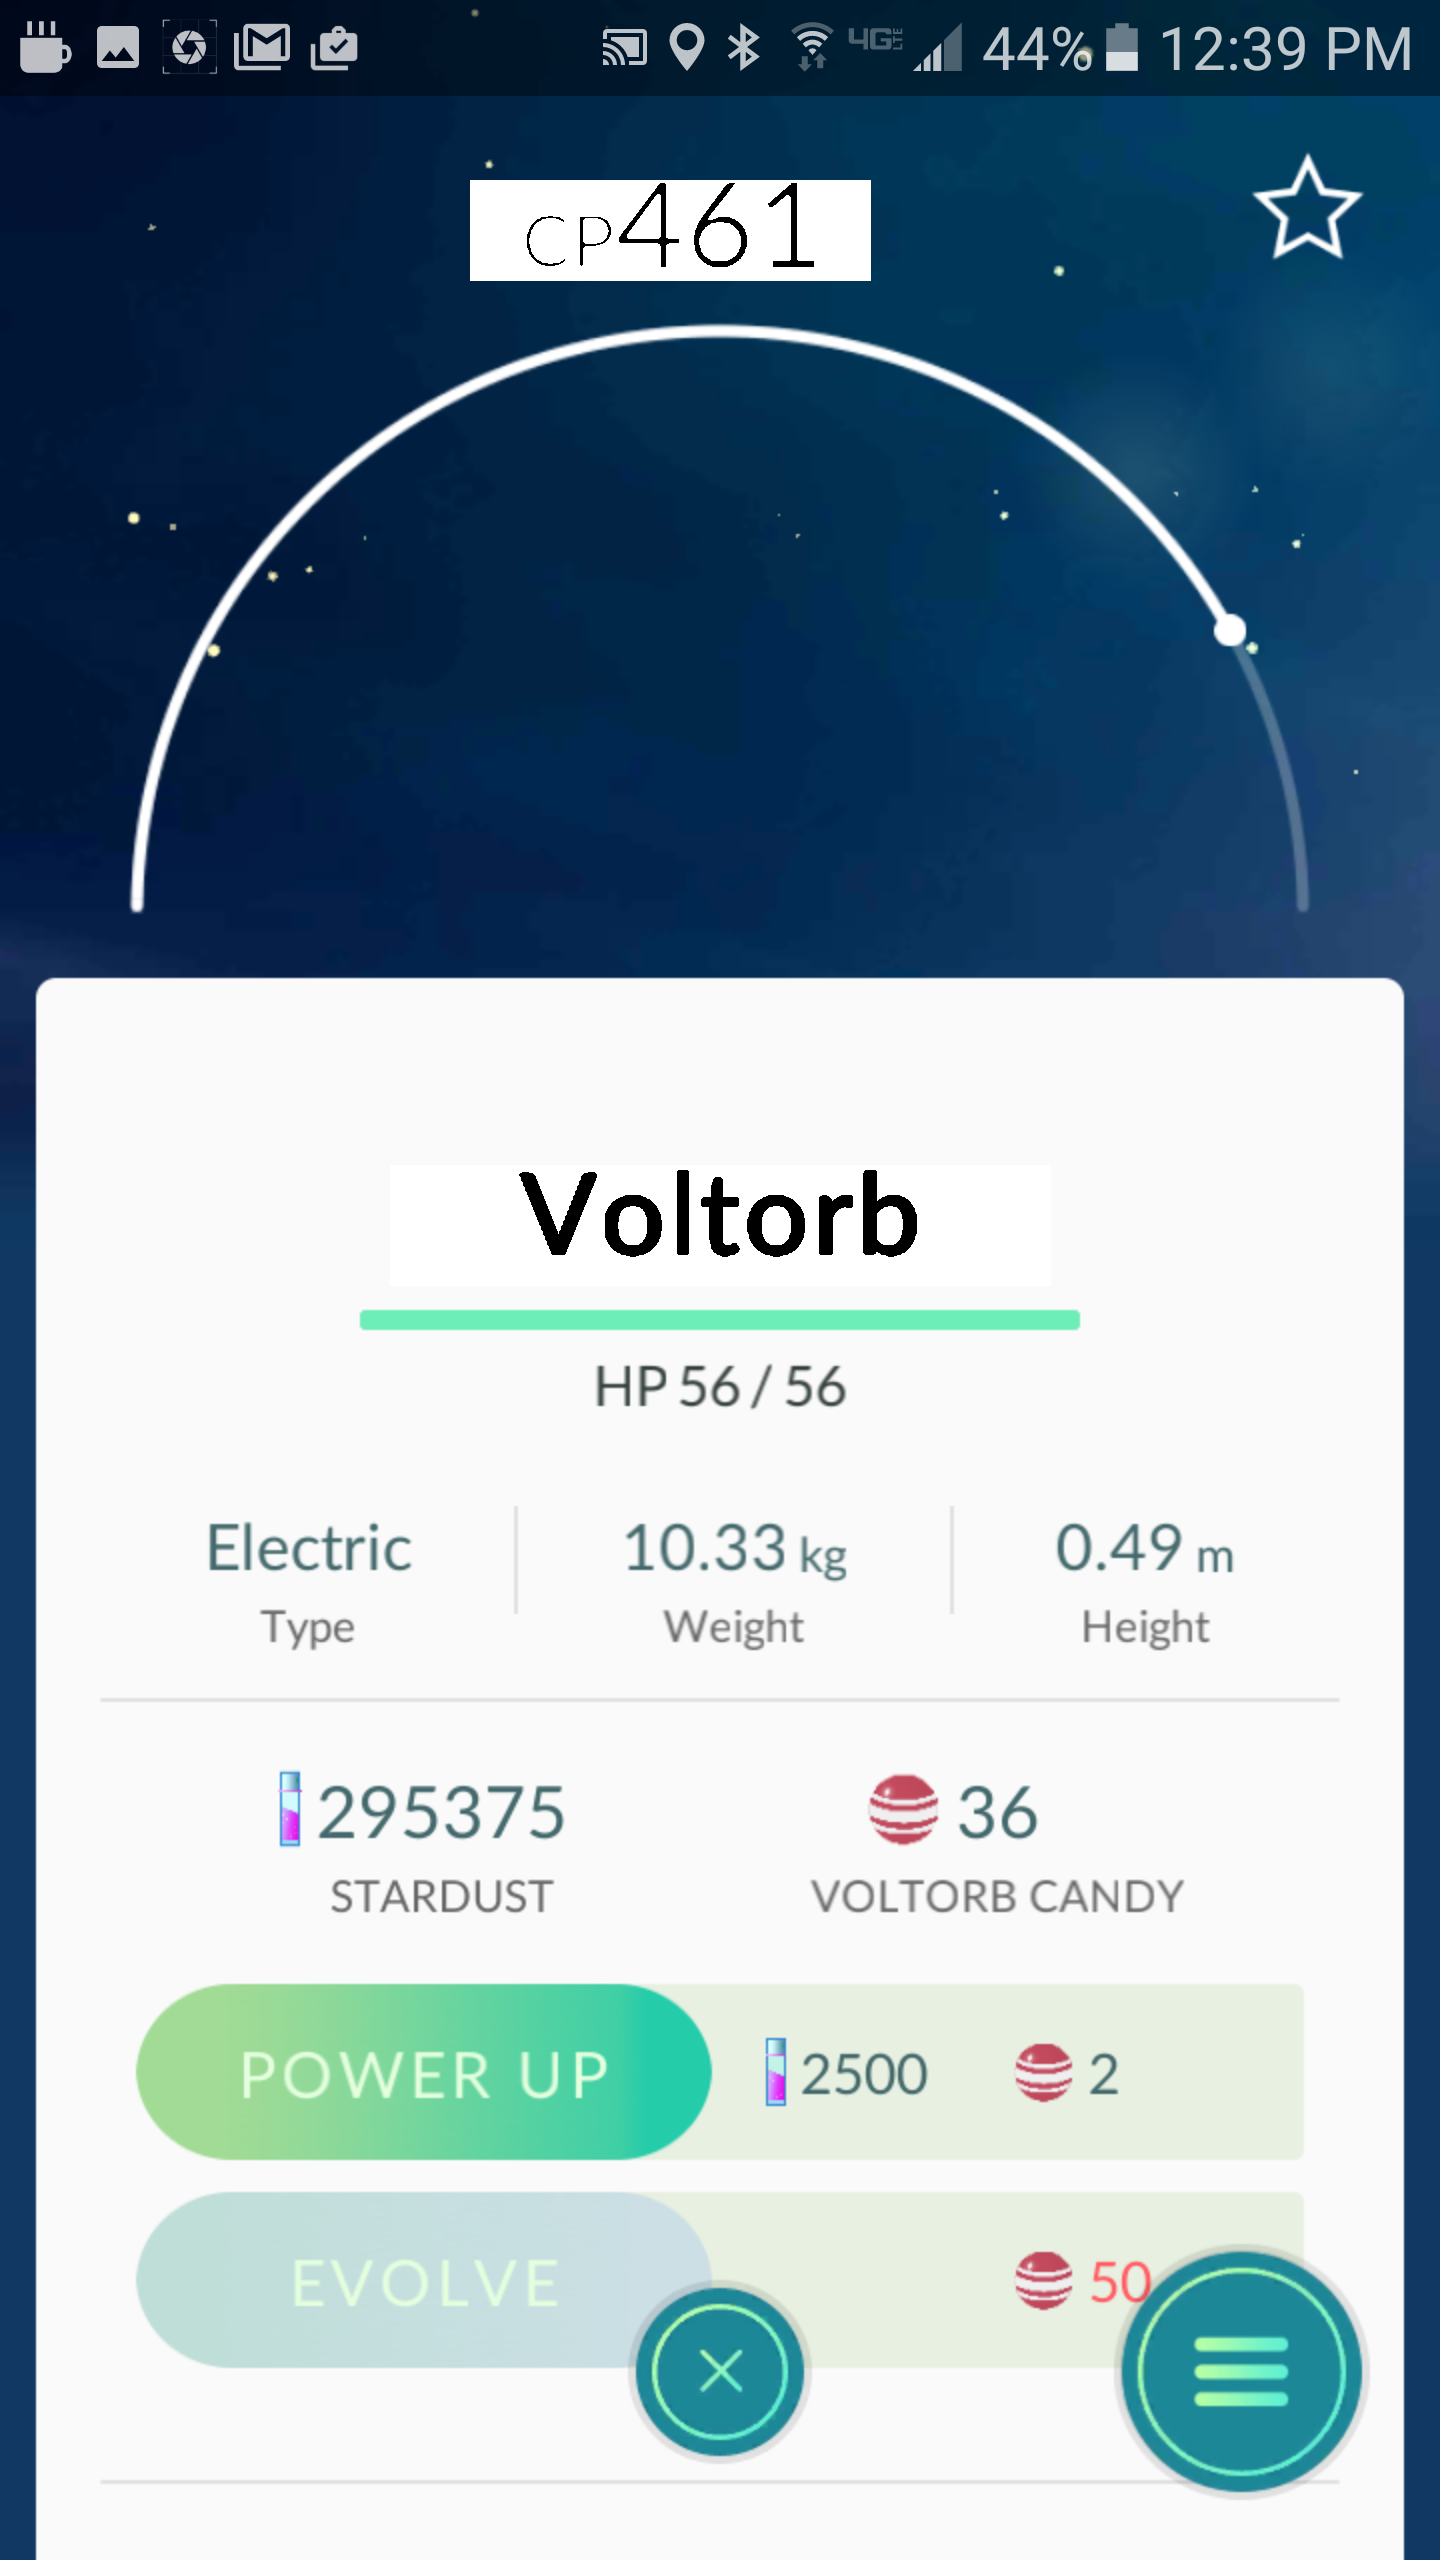 4G LTE 44% 12:39 PM
CP461
Voltorb
HP 56 / 56
Electric 10.33 kg 0.49 m
Type Weight Height
295375 36
STARDUST VOLTORB CANDY
POWER UP 2500 2
EVOLVE 50